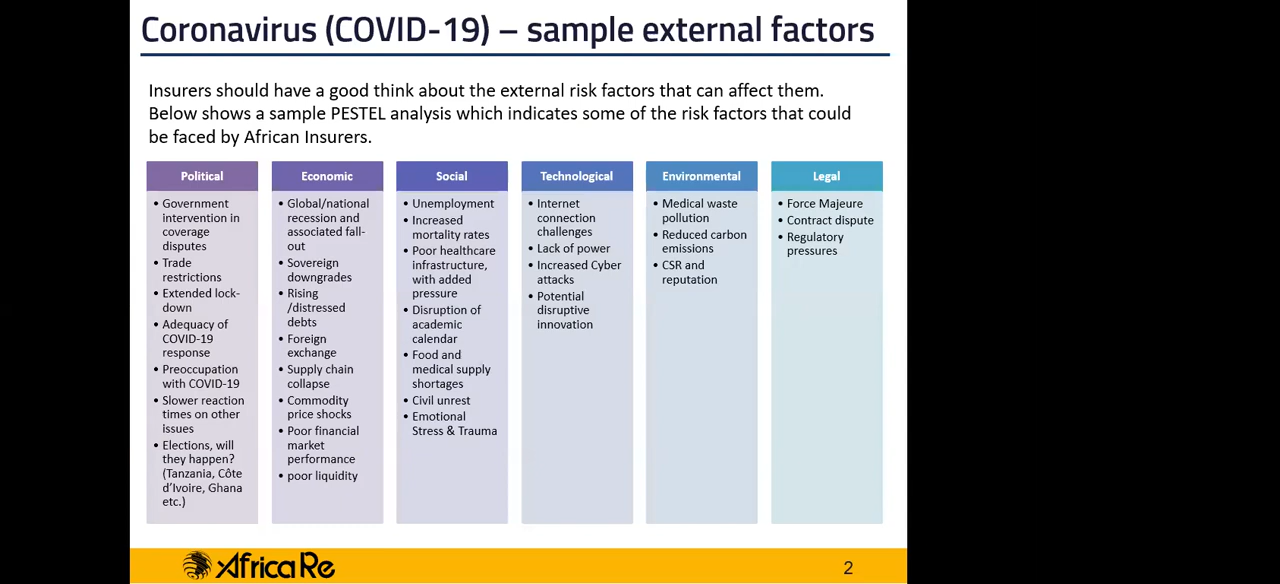 Coronavirus (COVID-19) – sample external factors
Insurers should have a good think about the external risk factors that can affect them.
Below shows a sample PESTEL analysis which indicates some of the risk factors that could
be faced by African Insurers.
Political
• Government
intervention in
coverage
disputes
• Trade
restrictions
• Extended lock-
down
• Adequacy of
COVID-19
response
• Preoccupation
with COVID-19
• Slower reaction
times on other
issues
• Elections, will
they happen?
(Tanzania, Côte
d'Ivoire, Ghana
etc.)
Economic
• Global/national
recession and
associated fall-
out
• Sovereign
downgrades
• Rising
/distressed
debts
• Foreign
exchange
• Supply chain
collapse
• Commodity
price shocks
• Poor financial
market
performance
• poor liquidity
Social
• Unemployment
• Increased
mortality rates
• Poor healthcare
infrastructure,
with added
pressure
• Disruption of
academic
calendar
• Food and
medical supply
shortages
• Civil unrest
• Emotional
Stress & Trauma
Technological
• Internet
connection
challenges
• Lack of power
• Increased Cyber
attacks
• Potential
disruptive
innovation
Environmental
• Medical waste
pollution
• Reduced carbon
emissions
• CSR and
reputation
Legal
• Force Majeure
• Contract dispute
• Regulatory
pressures
Africa Re
2